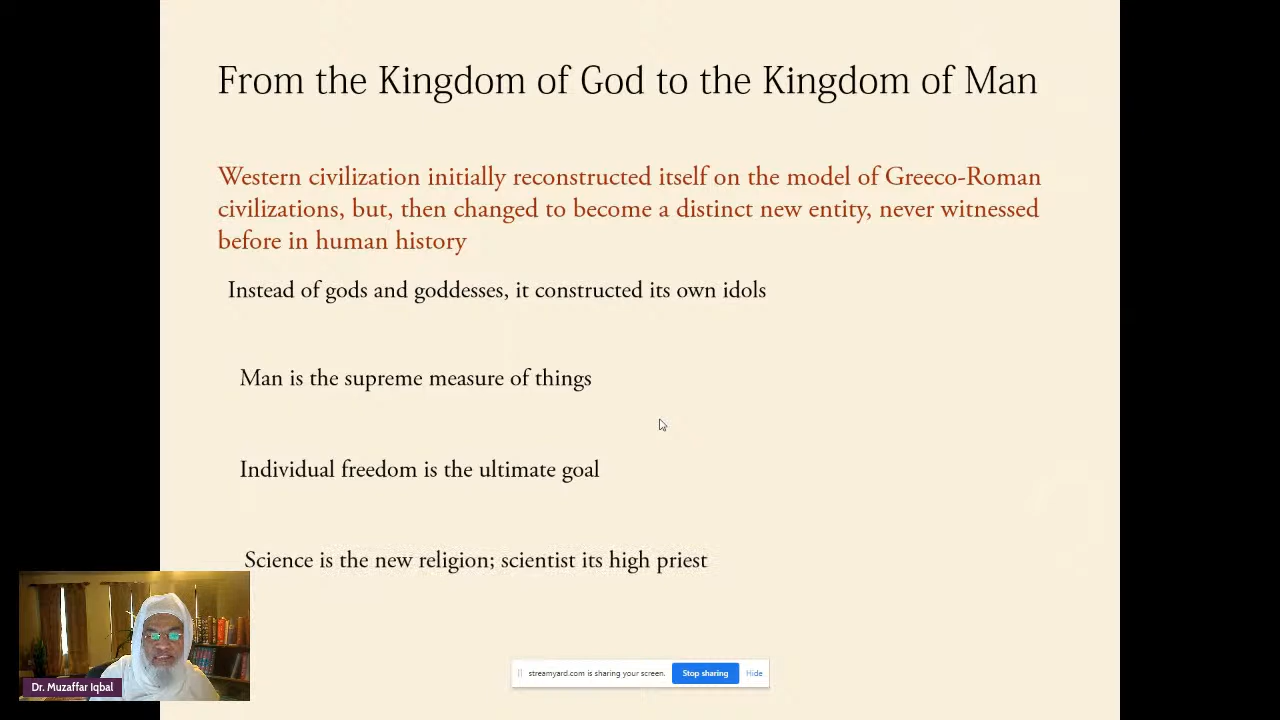 From the Kingdom of God to the Kingdom of Man
Western civilization initially reconstructed itself on the model of Greeco-Roman
civilizations, but, then changed to become a distinct new entity, never witnessed
before in human history
Instead of gods and goddesses, it constructed its own idols
Man is the supreme measure of things
Individual freedom is the ultimate goal
Science is the new religion; scientist its high priest
Dr. Muzaffar Iqbal
streamyard.com is sharing your screen. Stop sharing Hide